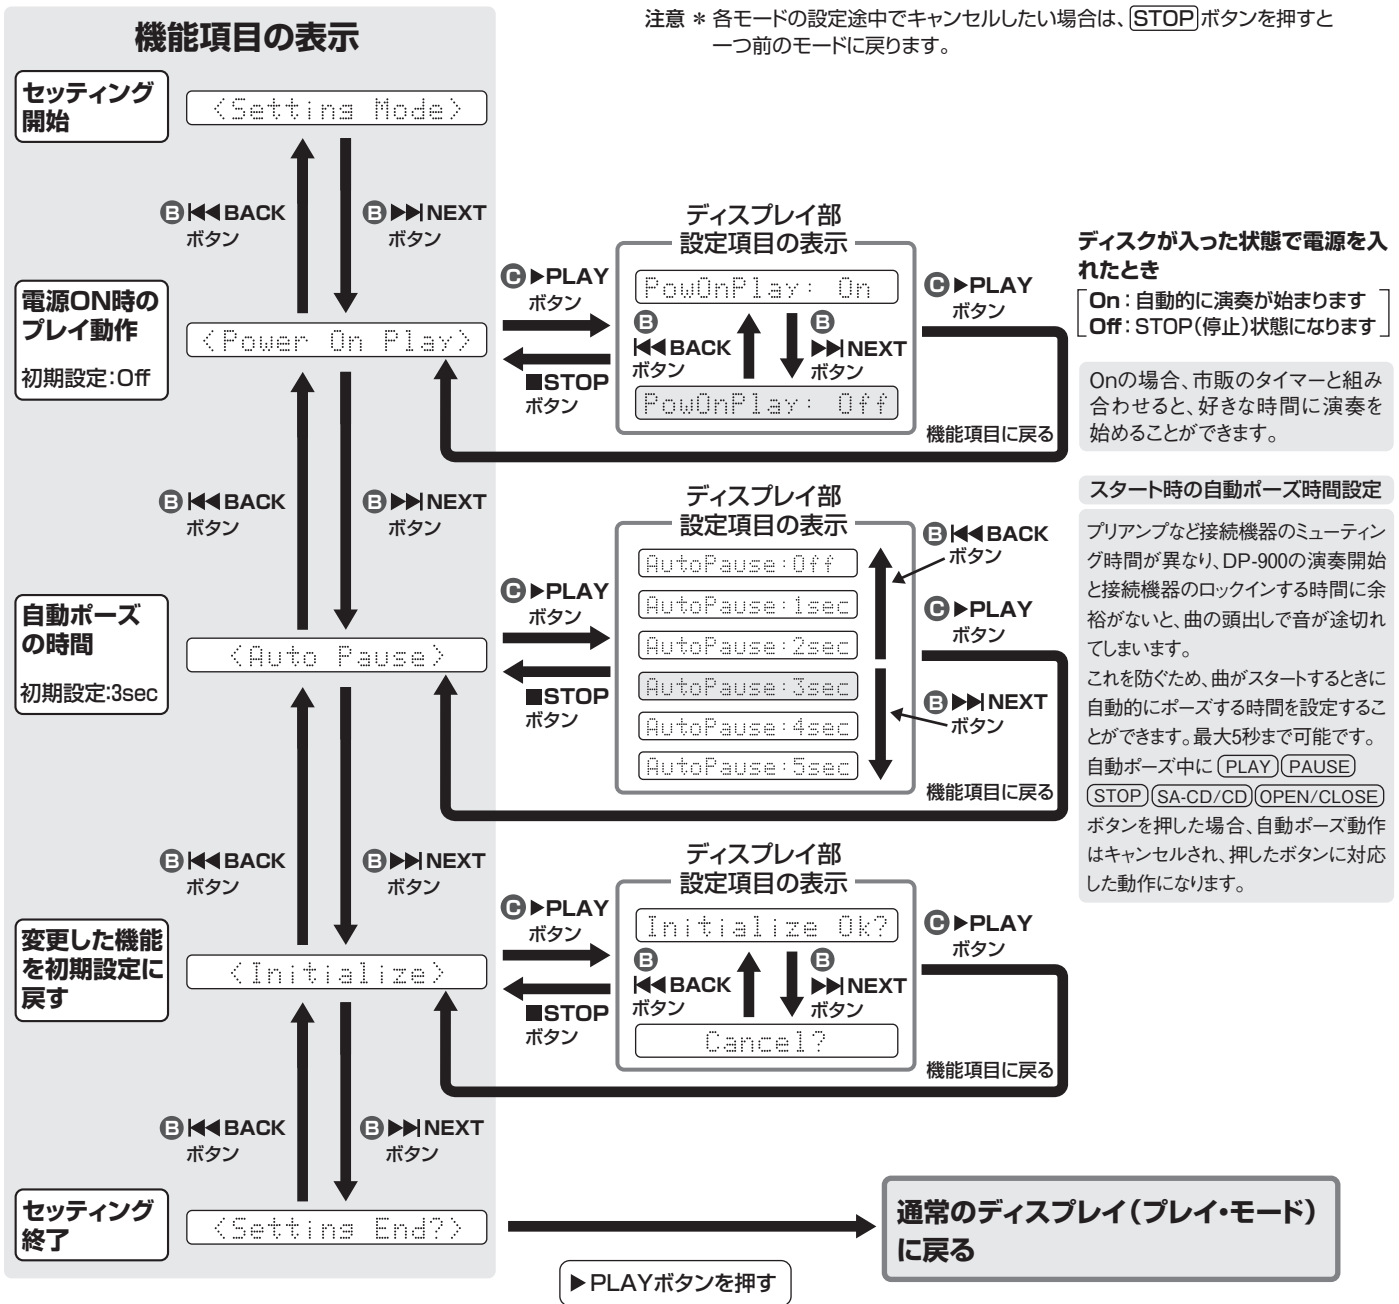 機能項目の表示
注意 * 各モードの設定途中でキャンセルしたい場合は、STOPボタンを押すと
一つ前のモードに戻ります。
セッティング
開始
<Setting Mode>
B ⏮BACK
ボタン
B ⏭NEXT
ボタン
電源ON時の
プレイ動作
初期設定:Off
<Power On Play>
C ▶PLAY
ボタン
■STOP
ボタン
ディスプレイ部
設定項目の表示
PowOnPlay: On
B
⏮BACK
ボタン
B
⏭NEXT
ボタン
PowOnPlay: Off
C ▶PLAY
ボタン
機能項目に戻る
ディスクが入った状態で電源を入
れたとき
On:自動的に演奏が始まります
Off:STOP(停止)状態になります
Onの場合、市販のタイマーと組み
合わせると、好きな時間に演奏を
始めることができます。
B ⏮BACK
ボタン
B ⏭NEXT
ボタン
自動ポーズ
の時間
初期設定:3sec
<Auto Pause>
C ▶PLAY
ボタン
■STOP
ボタン
ディスプレイ部
設定項目の表示
AutoPause:Off
AutoPause:1sec
AutoPause:2sec
AutoPause:3sec
AutoPause:4sec
AutoPause:5sec
B ⏮BACK
ボタン
C ▶PLAY
ボタン
B ⏭NEXT
ボタン
機能項目に戻る
スタート時の自動ポーズ時間設定
プリアンプなど接続機器のミューティン
グ時間が異なり、DP-900の演奏開始
と接続機器のロックインする時間に余
裕がないと、曲の頭出しで音が途切れ
てしまいます。
これを防ぐため、曲がスタートするときに
自動的にポーズする時間を設定するこ
とができます。最大5秒まで可能です。
自動ポーズ中に PLAY PAUSE
STOP SA-CD/CD OPEN/CLOSE
ボタンを押した場合、自動ポーズ動作
はキャンセルされ、押したボタンに対応
した動作になります。
B ⏮BACK
ボタン
B ⏭NEXT
ボタン
変更した機能
を初期設定に
戻す
<Initialize>
C ▶PLAY
ボタン
■STOP
ボタン
ディスプレイ部
設定項目の表示
Initialize Ok?
B
⏮BACK
ボタン
B
⏭NEXT
ボタン
Cancel?
C ▶PLAY
ボタン
機能項目に戻る
B ⏮BACK
ボタン
B ⏭NEXT
ボタン
セッティング
終了
<Setting End?>
▶PLAYボタンを押す
通常のディスプレイ(プレイ・モード)
に戻る